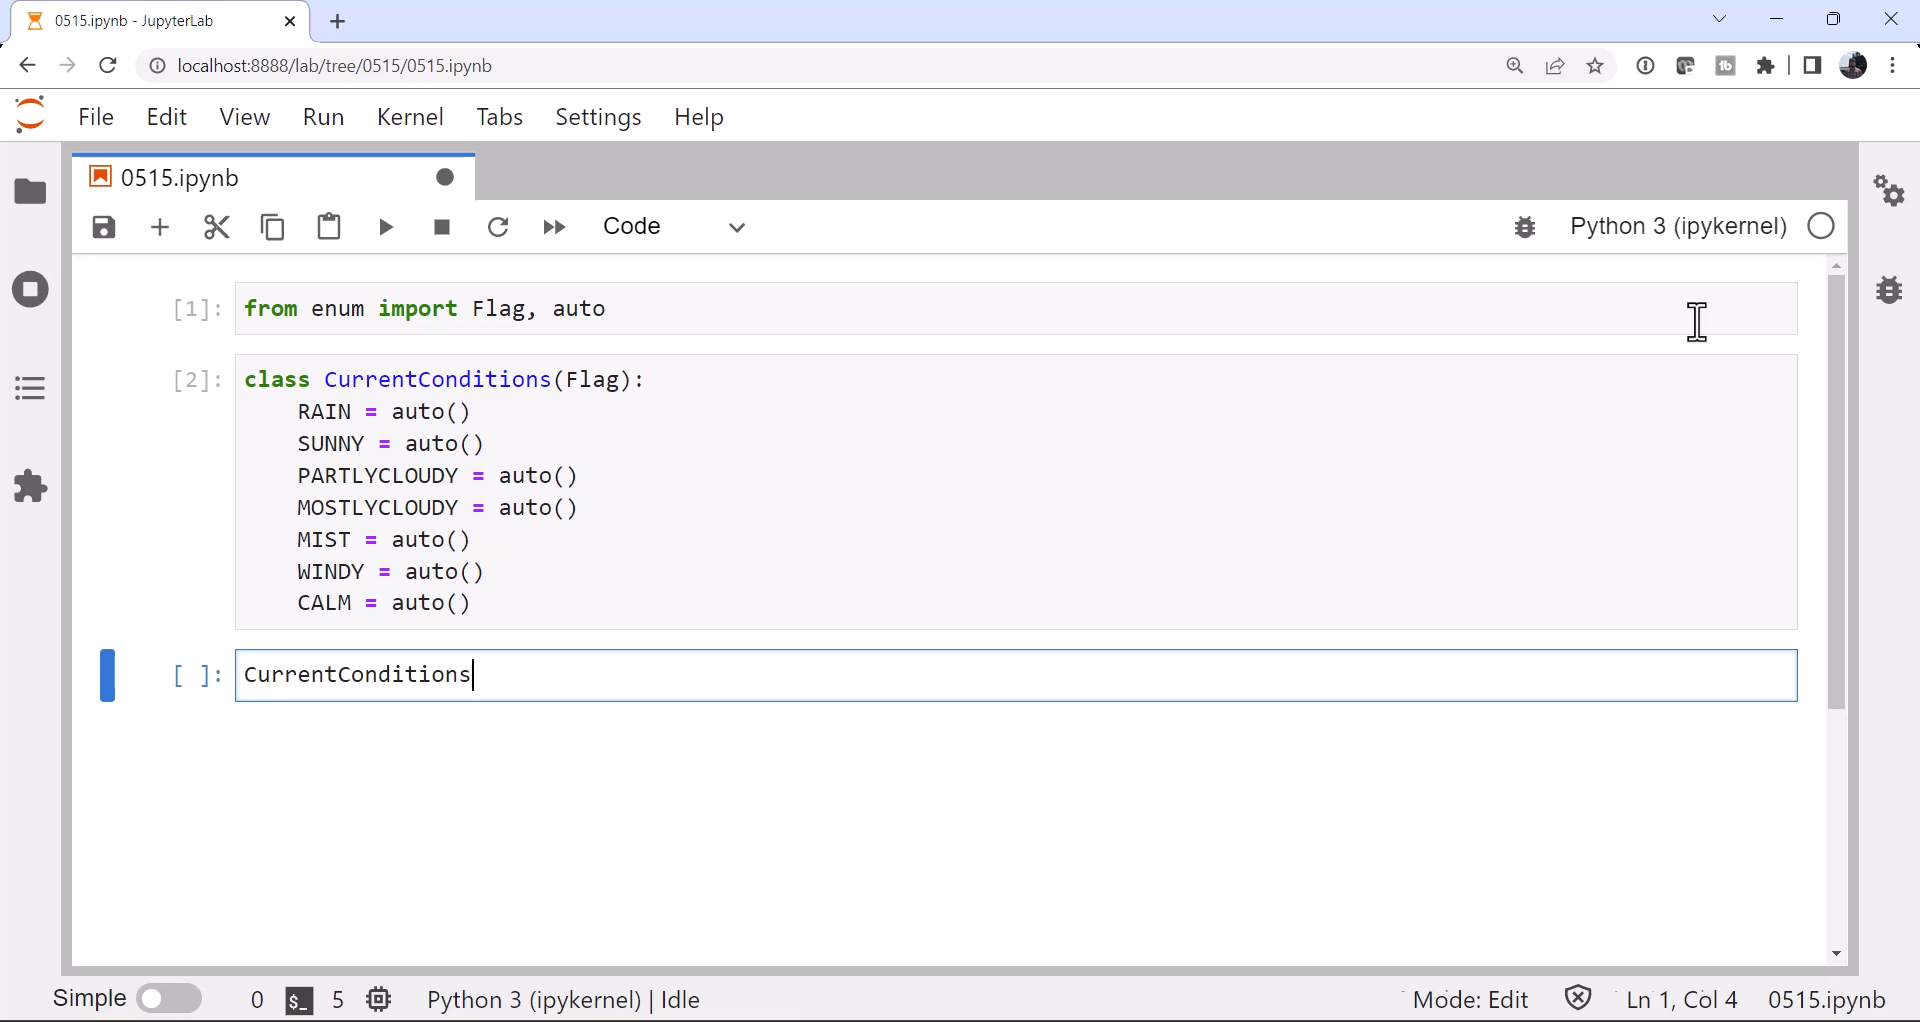 0515.ipynb - JupyterLab
localhost:8888/lab/tree/0515/0515.ipynb
File Edit View Run Kernel Tabs Settings Help
0515.ipynb
Code Python 3 (ipykernel)
[1]: from enum import Flag, auto
[2]: class CurrentConditions(Flag):
RAIN = auto()
SUNNY = auto()
PARTLYCLOUDY = auto()
MOSTLYCLOUDY = auto()
MIST = auto()
WINDY = auto()
CALM = auto()
[ ]: CurrentConditions
Simple 0 $_ 5 Python 3 (ipykernel) | Idle Mode: Edit Ln 1, Col 4 0515.ipynb